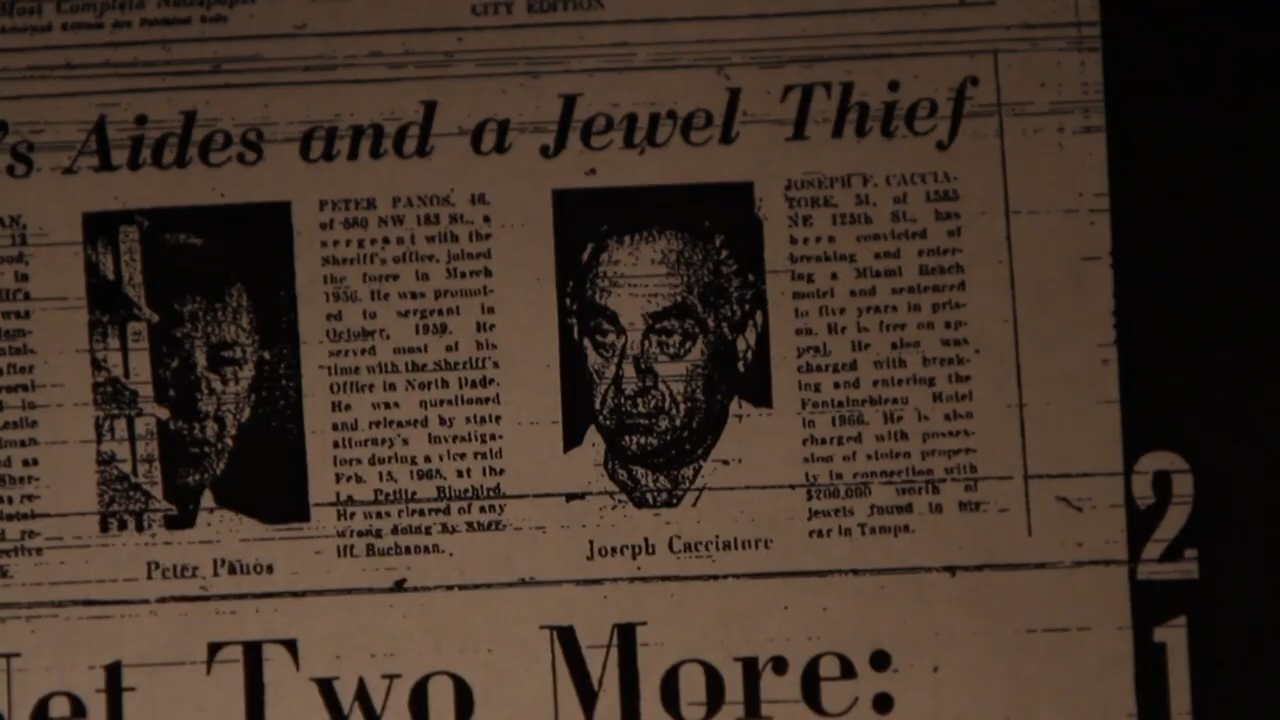 Most Complete Newspaper
CITY EDITION
's Aides and a Jewel Thief
PETER PANOS, 46,
of 580 NW 183 St., a
sergeant with the
Sheriff's office, joined
the force in March
1956. He was promot-
ed to sergeant in
October, 1959. He
served most of his
time with the Sheriff's
Office in North Dade.
He was questioned
and released by state
attorney's investiga-
tors during a vice raid
Feb. 15, 1965, at the
La Petite Bluebird.
He was cleared of any
wrong doing by Sher-
iff. Buchanan.
Peter Panos
JOSEPH F. CACCIA-
TORE, 51, of 1585
NE 125th St., has
been convicted of
breaking and enter-
ing a Miami Beach
motel and sentenced
to five years in pris-
on. He is free on ap-
peal. He also was
charged with break-
ing and entering the
Fontainebleau Hotel
in 1966. He is also
charged with posses-
sion of stolen proper-
ty in connection with
$200,000 worth of
jewels found in his
car in Tampa.
Joseph Cacciatore
Two More:
2
1